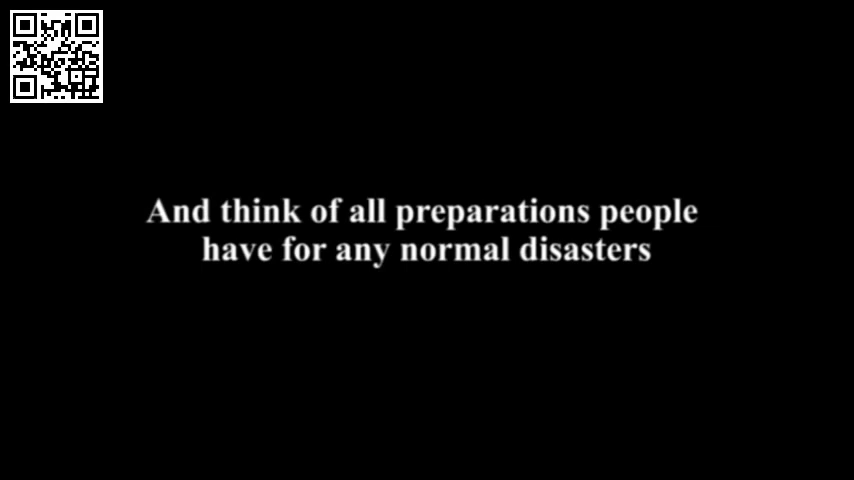 And think of all preparations people
have for any normal disasters